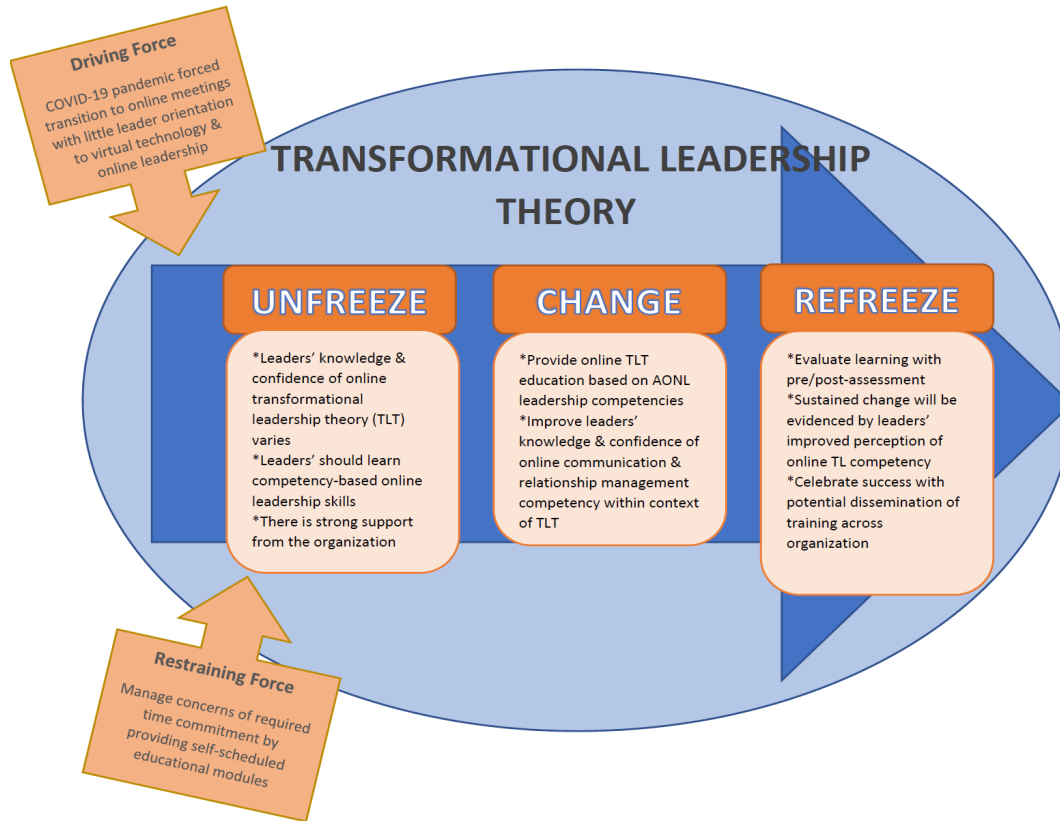 Driving Force
COVID-19 pandemic forced
transition to online meetings
with little leader orientation
to virtual technology &
online leadership
TRANSFORMATIONAL LEADERSHIP
THEORY
UNFREEZE
*Leaders' knowledge &
confidence of online
transformational
leadership theory (TLT)
varies
*Leaders' should learn
competency-based online
leadership skills
*There is strong support
from the organization
CHANGE
*Provide online TLT
education based on AONL
leadership competencies
*Improve leaders'
knowledge & confidence of
online communication &
relationship management
competency within context
of TLT
REFREEZE
*Evaluate learning with
pre/post-assessment
*Sustained change will be
evidenced by leaders'
improved perception of
online TL competency
*Celebrate success with
potential dissemination of
training across
organization
Restraining Force
Manage concerns of required
time commitment by
providing self-scheduled
educational modules